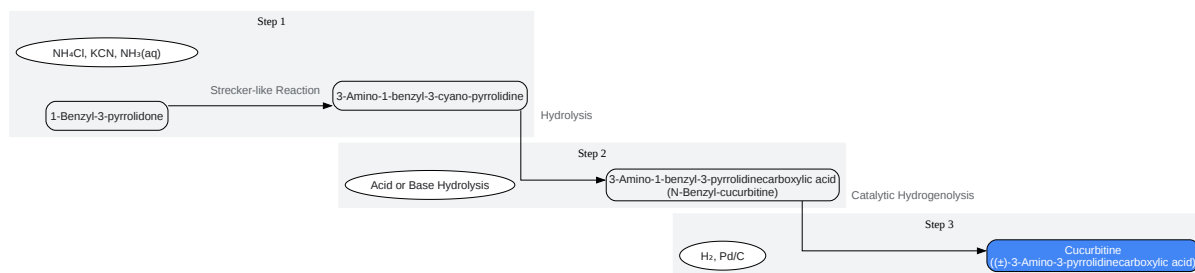 Step 1
NH₄Cl, KCN, NH₃(aq)
Strecker-like Reaction
1-Benzyl-3-pyrrolidone
3-Amino-1-benzyl-3-cyano-pyrrolidine
Hydrolysis
Step 2
Acid or Base Hydrolysis
3-Amino-1-benzyl-3-pyrrolidinecarboxylic acid
(N-Benzyl-cucurbitine)
Catalytic Hydrogenolysis
Step 3
H₂, Pd/C
Cucurbitine
((±)-3-Amino-3-pyrrolidinecarboxylic acid)